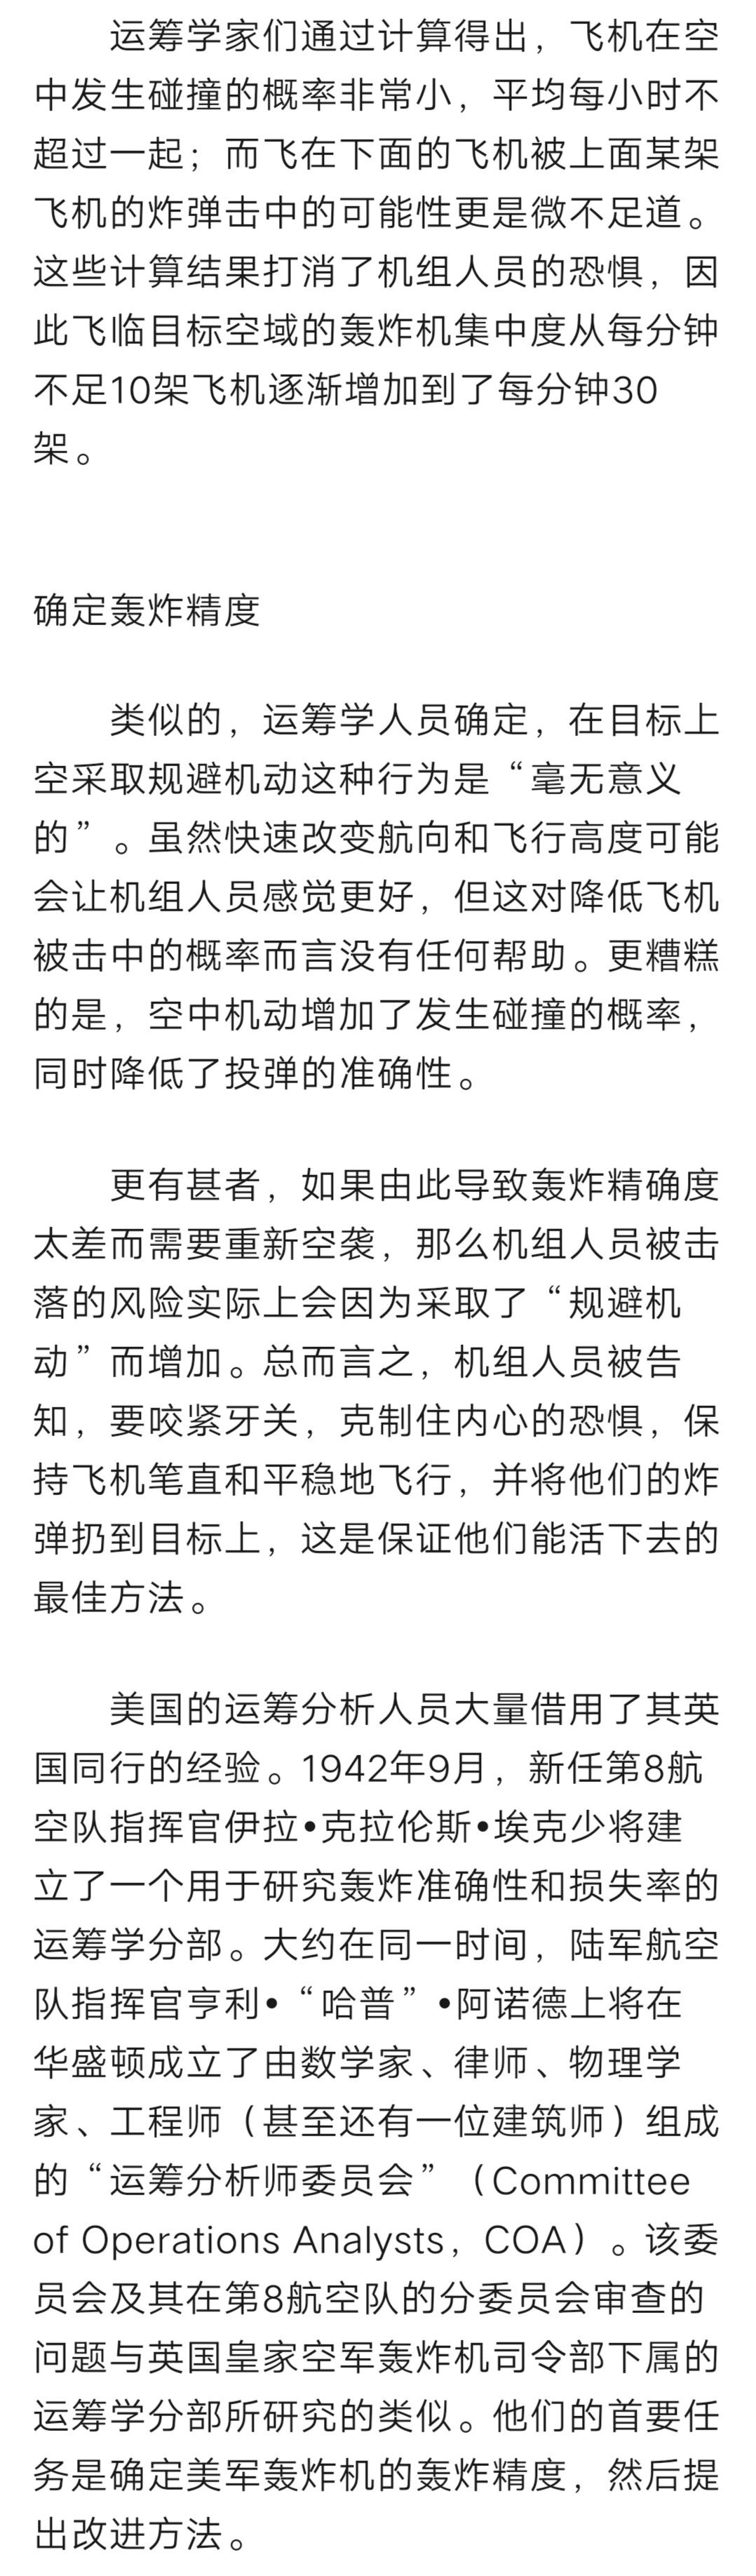 运筹学家们通过计算得出，飞机在空
中发生碰撞的概率非常小，平均每小时不
超过一起；而飞在下面的飞机被上面某架
飞机的炸弹击中的可能性更是微不足道。
这些计算结果打消了机组人员的恐惧，因
此飞临目标空域的轰炸机集中度从每分钟
不足10架飞机逐渐增加到了每分钟30
架。
确定轰炸精度
类似的，运筹学人员确定，在目标上
空采取规避机动这种行为是“毫无意义
的”。虽然快速改变航向和飞行高度可能
会让机组人员感觉更好，但这对降低飞机
被击中的概率而言没有任何帮助。更糟糕
的是，空中机动增加了发生碰撞的概率，
同时降低了投弹的准确性。
更有甚者，如果由此导致轰炸精确度
太差而需要重新空袭，那么机组人员被击
落的风险实际上会因为采取了“规避机
动”而增加。总而言之，机组人员被告
知，要咬紧牙关，克制住内心的恐惧，保
持飞机笔直和平稳地飞行，并将他们的炸
弹扔到目标上，这是保证他们能活下去的
最佳方法。
美国的运筹分析人员大量借用了其英
国同行的经验。1942年9月，新任第8航
空队指挥官伊拉•克拉伦斯•埃克少将建
立了一个用于研究轰炸准确性和损失率的
运筹学分部。大约在同一时间，陆军航空
队指挥官亨利•“哈普”•阿诺德上将在
华盛顿成立了由数学家、律师、物理学
家、工程师（甚至还有一位建筑师）组成
的“运筹分析师委员会”（Committee
of Operations Analysts，COA）。该委
员会及其在第8航空队的分委员会审查的
问题与英国皇家空军轰炸机司令部下属的
运筹学分部所研究的类似。他们的首要任
务是确定美军轰炸机的轰炸精度，然后提
出改进方法。